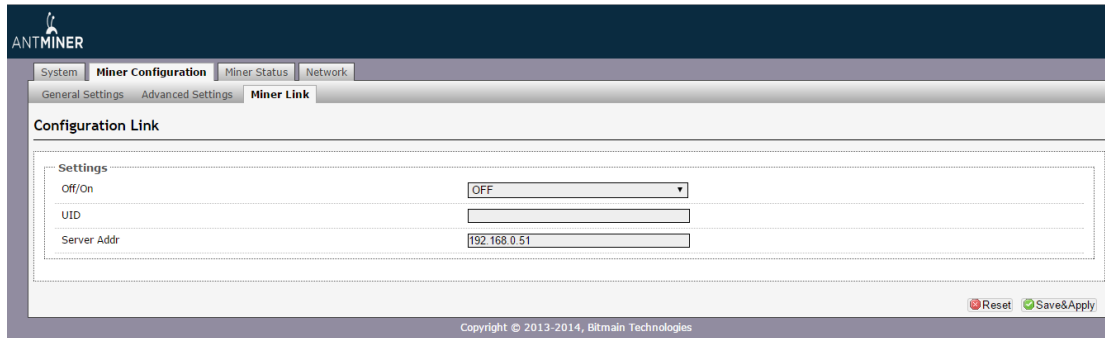 ANTMINER
System Miner Configuration Miner Status Network
General Settings Advanced Settings Miner Link
Configuration Link
Settings
Off/On OFF
UID
Server Addr 192.168.0.51
Reset Save&Apply
Copyright © 2013-2014, Bitmain Technologies